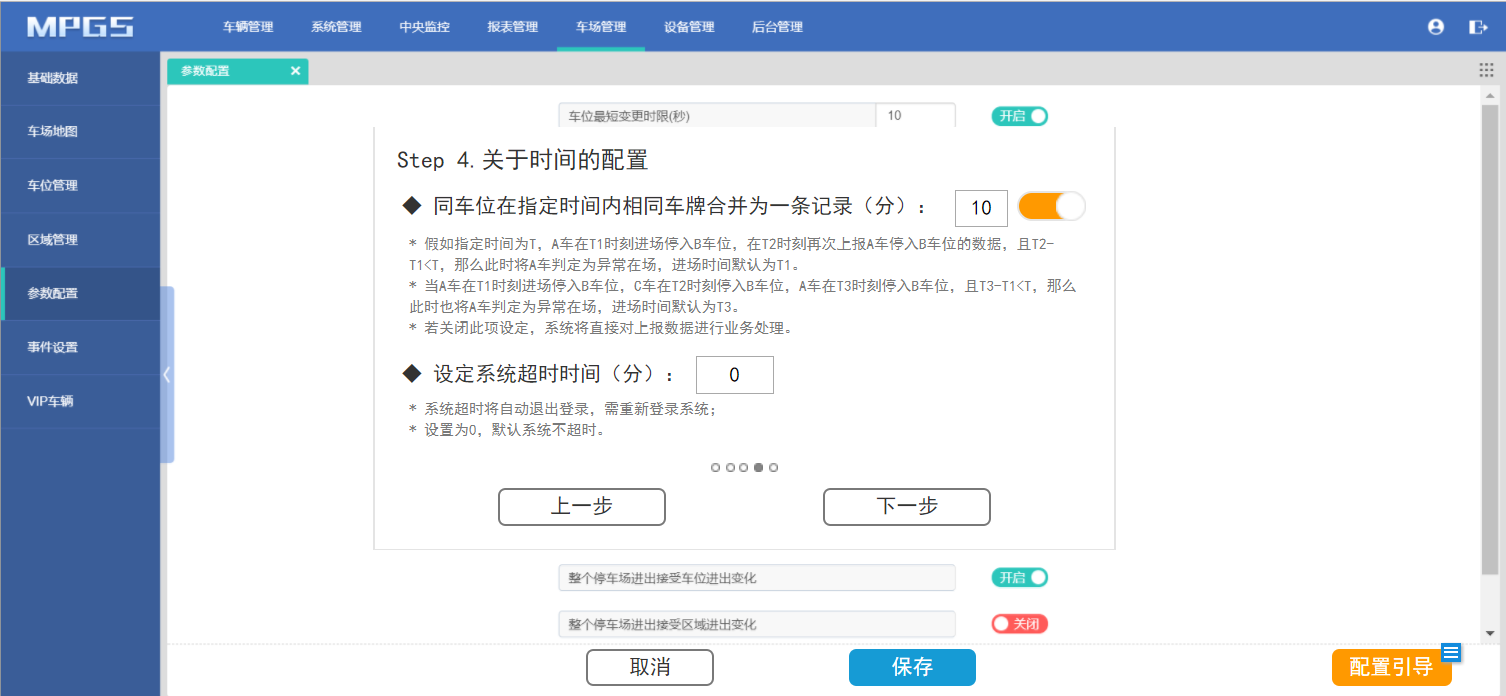 MPGS
车辆管理 系统管理 中央监控 报表管理 车场管理 设备管理 后台管理
基础数据
车场地图
车位管理
区域管理
参数配置
事件设置
VIP车辆
参数配置 ×
车位最短变更时限(秒) 10 开启
Step 4.关于时间的配置
◆ 同车位在指定时间内相同车牌合并为一条记录（分）： 10
* 假如指定时间为T，A车在T1时刻进场停入B车位，在T2时刻再次上报A车停入B车位的数据，且T2-
T1<T，那么此时将A车判定为异常在场，进场时间默认为T1。
* 当A车在T1时刻进场停入B车位，C车在T2时刻停入B车位，A车在T3时刻停入B车位，且T3-T1<T，那么
此时也将A车判定为异常在场，进场时间默认为T3。
* 若关闭此项设定，系统将直接对上报数据进行业务处理。
◆ 设定系统超时时间（分）： 0
* 系统超时将自动退出登录，需重新登录系统；
* 设置为0，默认系统不超时。
上一步 下一步
整个停车场进出接受车位进出变化 开启
整个停车场进出接受区域进出变化 关闭
取消 保存 配置引导